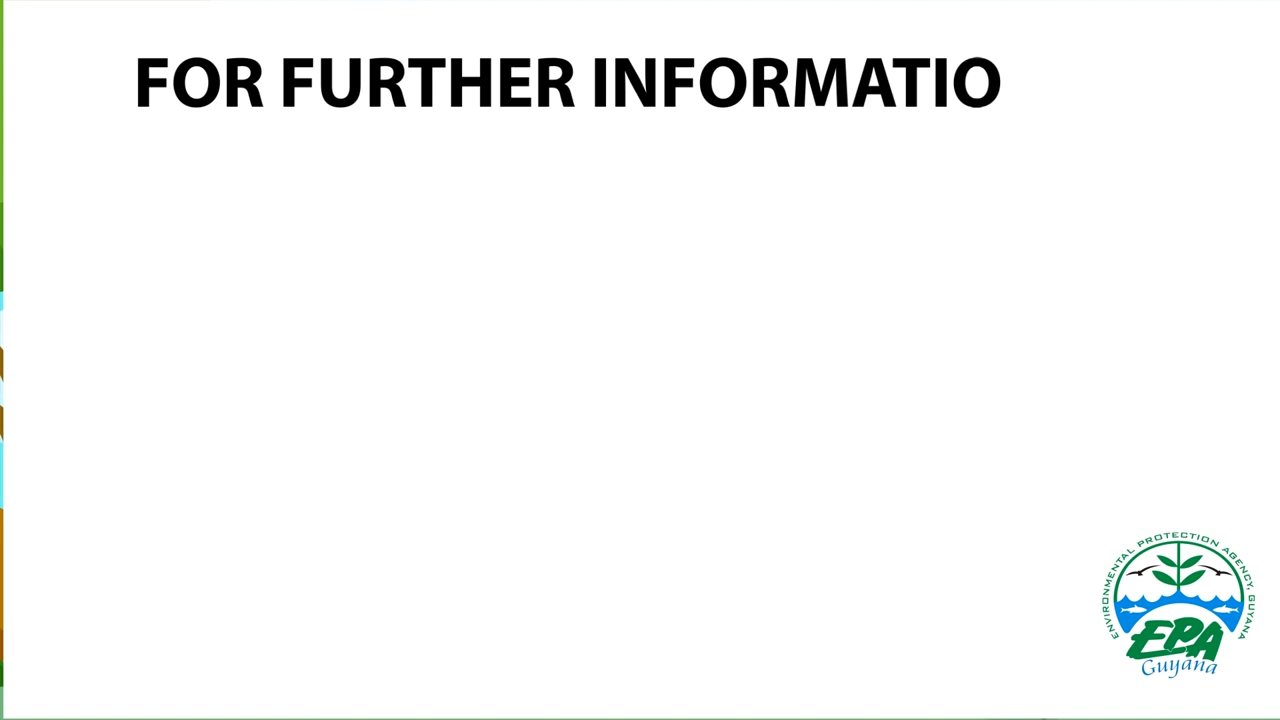 FOR FURTHER INFORMATIO
ENVIRONMENTAL PROTECTION AGENCY, GUYANA
EPA
Guyana